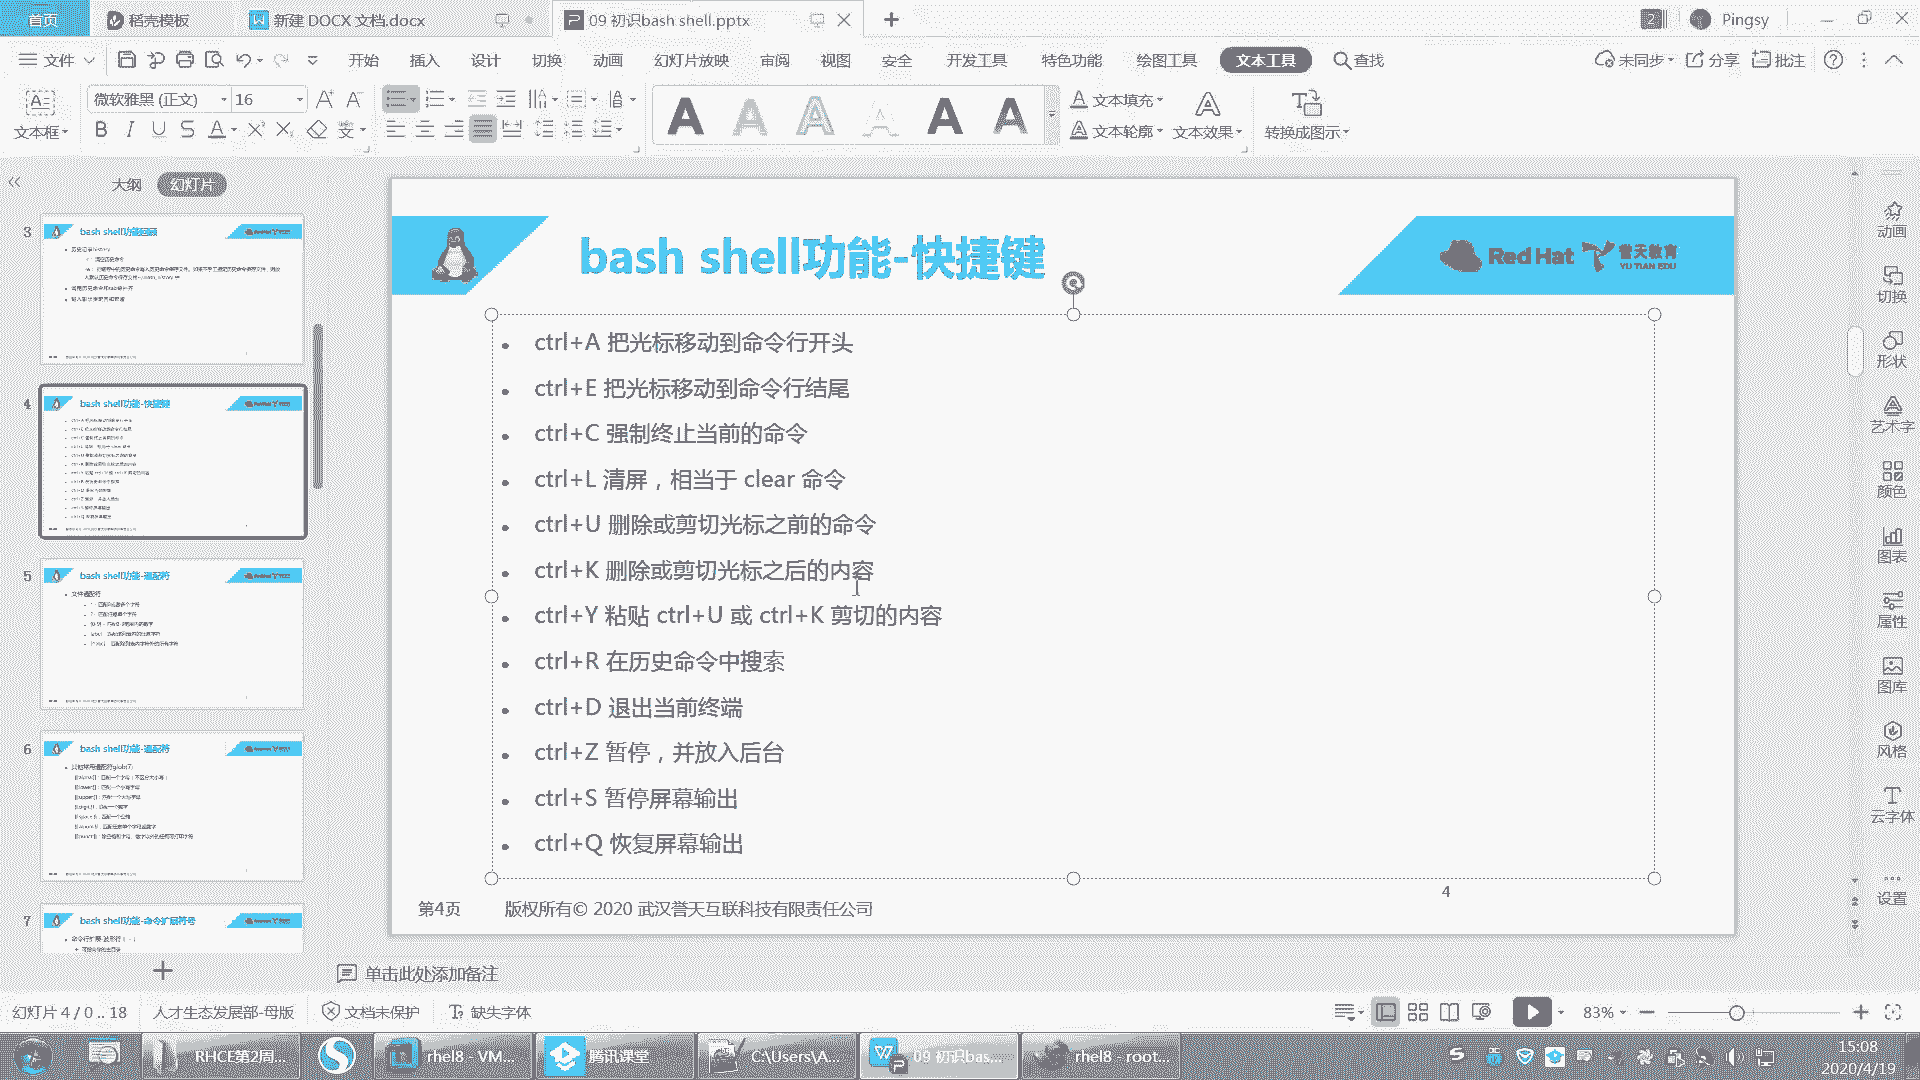 首页
稻壳模板
新建 DOCX 文档.docx
09 初识bash shell.pptx
2
Pingsy
文件
开始
插入
设计
切换
动画
幻灯片放映
审阅
视图
安全
开发工具
特色功能
绘图工具
文本工具
查找
未同步
分享
批注
文本框
微软雅黑 (正文)
16
文本填充
文本轮廓
文本效果
转换成图示
大纲
幻灯片
3
bash shell功能回顾
4
bash shell功能-快捷键
5
bash shell功能-通配符
文件通配符
6
bash shell功能-通配符
7
bash shell功能-命令扩展符号
bash shell功能-快捷键
Red Hat
誉天教育
YU TIAN EDU
ctrl+A 把光标移动到命令行开头
ctrl+E 把光标移动到命令行结尾
ctrl+C 强制终止当前的命令
ctrl+L 清屏，相当于 clear 命令
ctrl+U 删除或剪切光标之前的命令
ctrl+K 删除或剪切光标之后的内容
ctrl+Y 粘贴 ctrl+U 或 ctrl+K 剪切的内容
ctrl+R 在历史命令中搜索
ctrl+D 退出当前终端
ctrl+Z 暂停，并放入后台
ctrl+S 暂停屏幕输出
ctrl+Q 恢复屏幕输出
4
第4页
版权所有© 2020 武汉誉天互联科技有限责任公司
动画
切换
形状
艺术字
颜色
图表
属性
图库
风格
云字体
设置
单击此处添加备注
幻灯片 4 / 0 .. 18
人才生态发展部-母版
文档未保护
缺失字体
83%
RHCE第2周...
rhel8 - VM...
腾讯课堂
C:\Users\A...
09 初识bas...
rhel8 - root...
15:08
2020/4/19